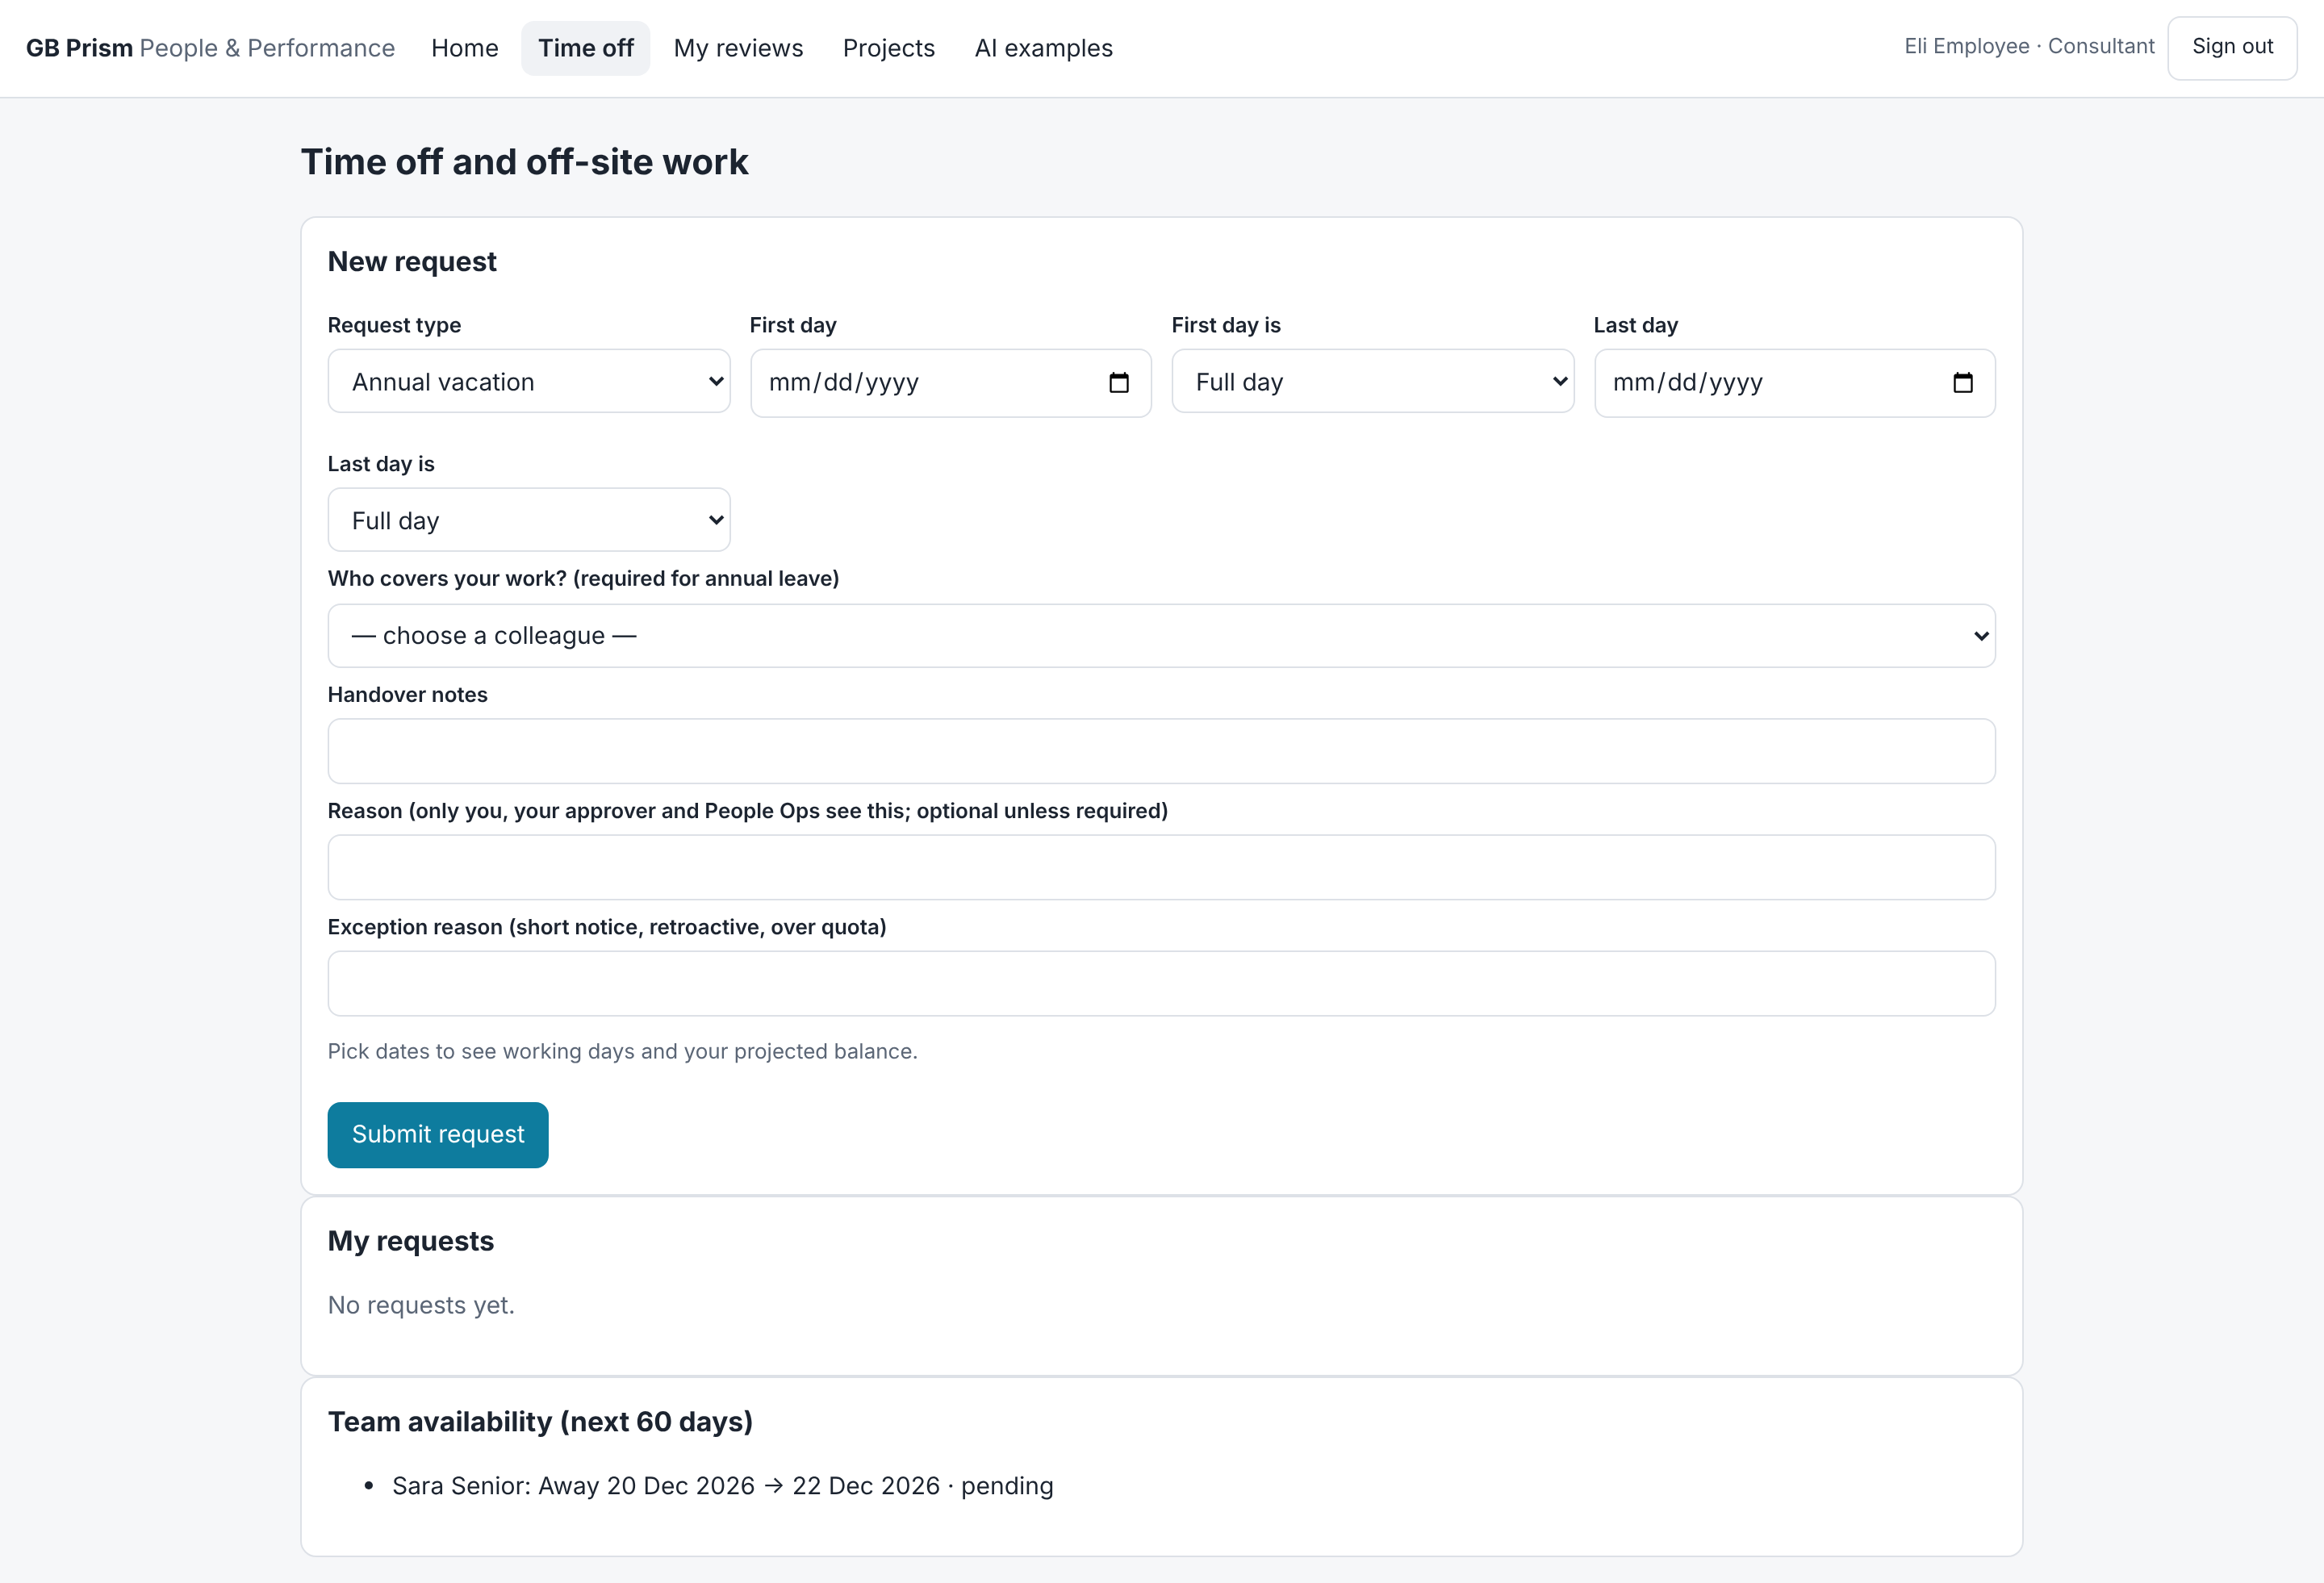 GB Prism People & Performance Home Time off My reviews Projects AI examples Eli Employee · Consultant Sign out
Time off and off-site work
New request
Request type First day First day is Last day
Annual vacation mm/dd/yyyy Full day mm/dd/yyyy
Last day is
Full day
Who covers your work? (required for annual leave)
— choose a colleague —
Handover notes
Reason (only you, your approver and People Ops see this; optional unless required)
Exception reason (short notice, retroactive, over quota)
Pick dates to see working days and your projected balance.
Submit request
My requests
No requests yet.
Team availability (next 60 days)
• Sara Senior: Away 20 Dec 2026 → 22 Dec 2026 · pending